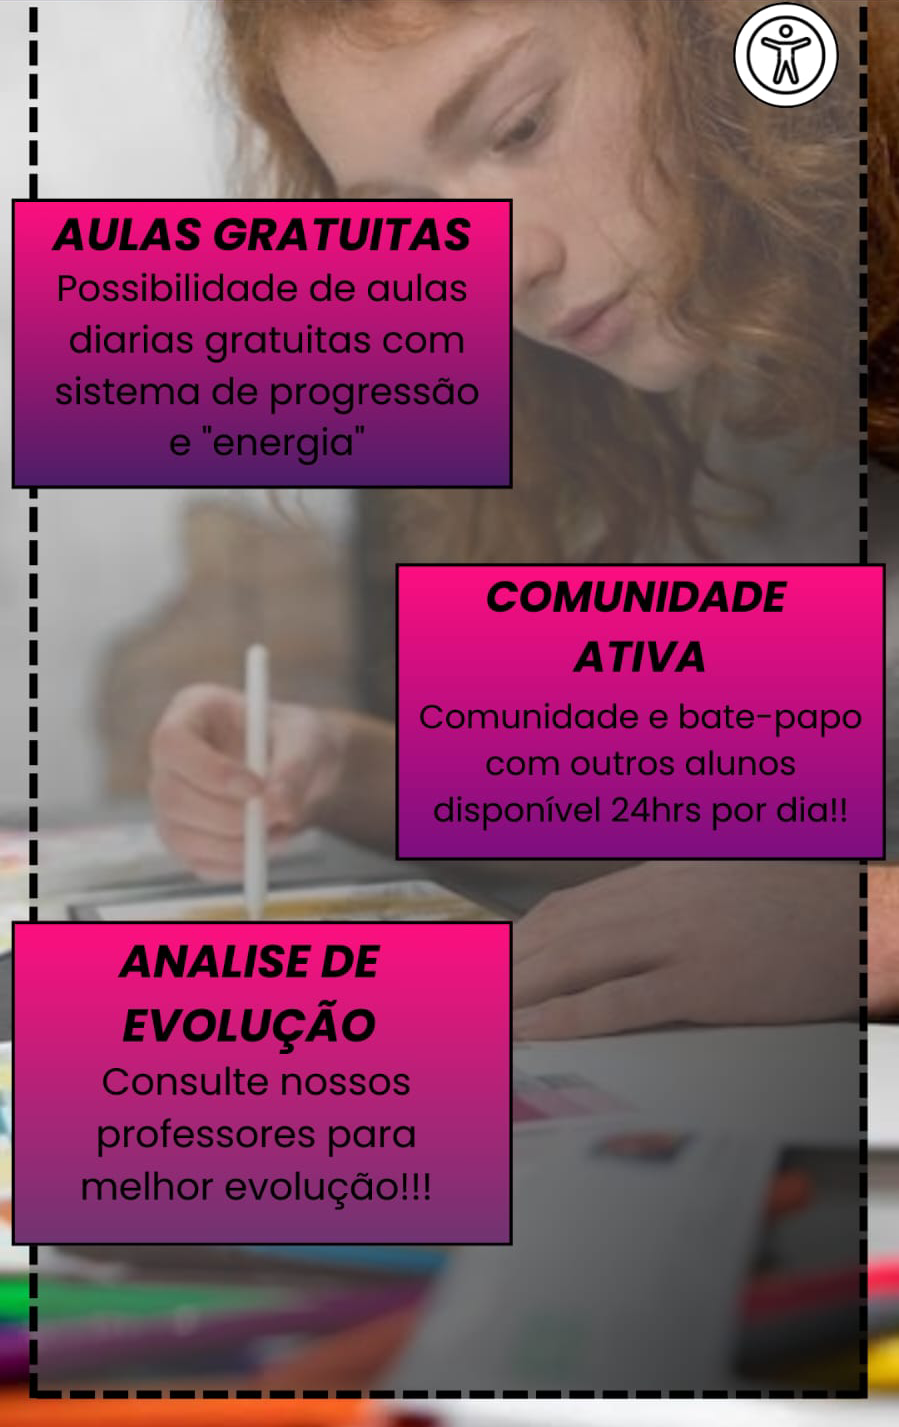 AULAS GRATUITAS
Possibilidade de aulas
diarias gratuitas com
sistema de progressão
e "energia"
COMUNIDADE
ATIVA
Comunidade e bate-papo
com outros alunos
disponível 24hrs por dia!!
ANALISE DE
EVOLUÇÃO
Consulte nossos
professores para
melhor evolução!!!